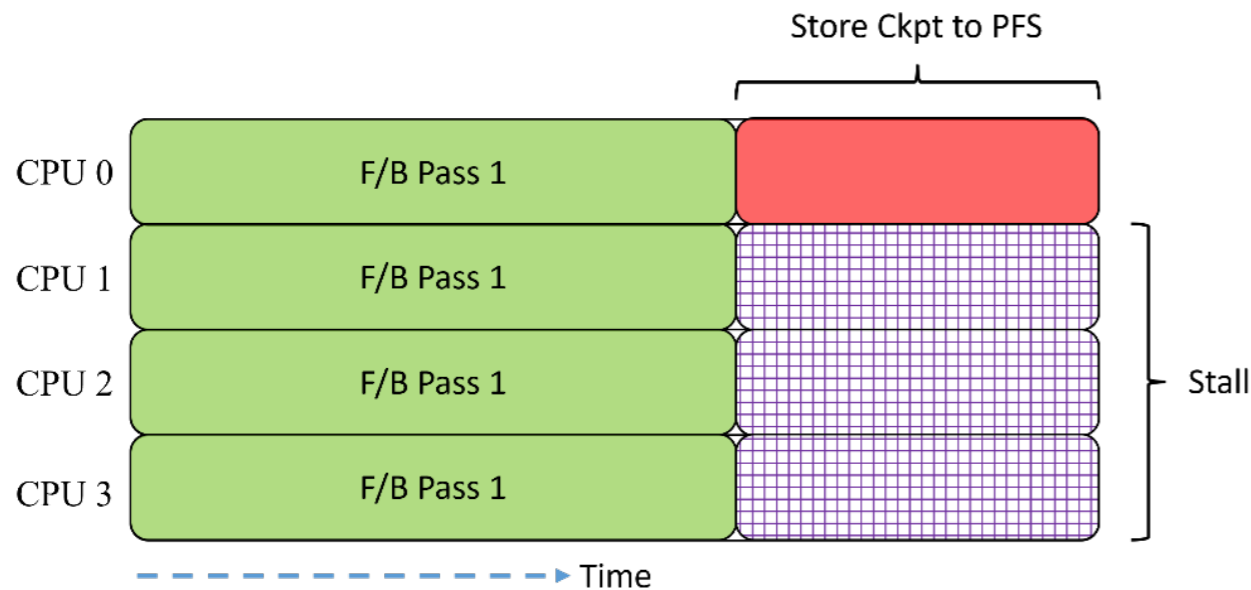 Store Ckpt to PFS
CPU 0
F/B Pass 1
CPU 1
F/B Pass 1
CPU 2
F/B Pass 1
Stall
CPU 3
F/B Pass 1
Time